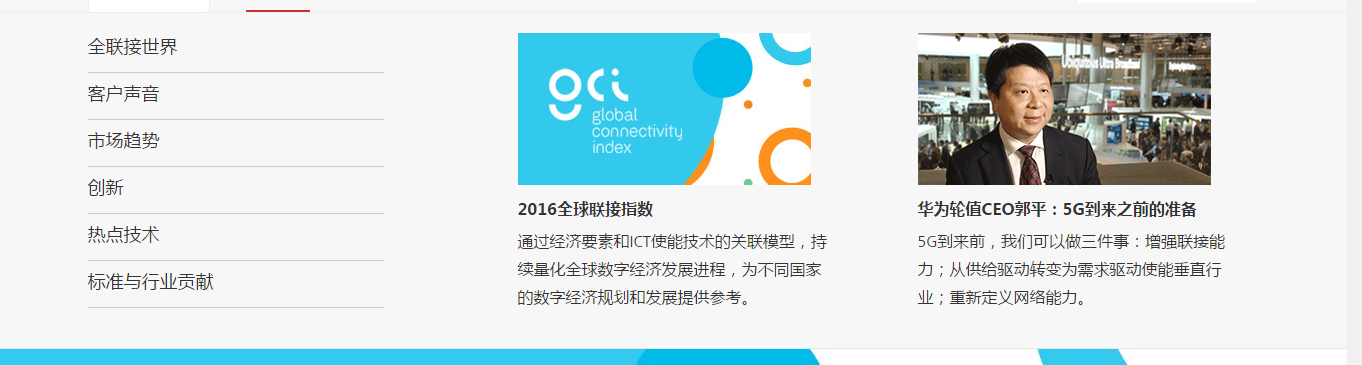 全联接世界
客户声音
市场趋势
创新
热点技术
标准与行业贡献
gci
global
connectivity
index
2016全球联接指数
通过经济要素和ICT使能技术的关联模型，持
续量化全球数字经济发展进程，为不同国家
的数字经济规划和发展提供参考。
Ubiquitous Ultra Broadband
华为轮值CEO郭平：5G到来之前的准备
5G到来前，我们可以做三件事：增强联接能
力；从供给驱动转变为需求驱动使能垂直行
业；重新定义网络能力。